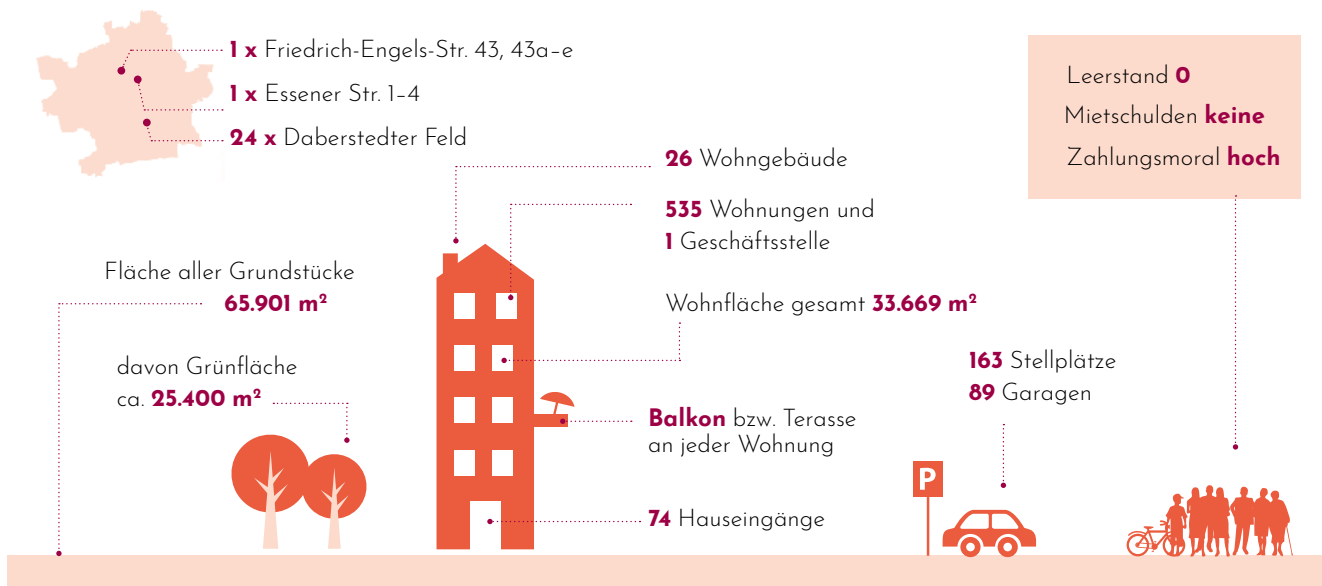 1 x Friedrich-Engels-Str. 43, 43a–e
1 x Essener Str. 1–4
24 x Daberstedter Feld
Leerstand 0
Mietschulden keine
Zahlungsmoral hoch
26 Wohngebäude
535 Wohnungen und
1 Geschäftsstelle
Fläche aller Grundstücke
65.901 m²
Wohnfläche gesamt 33.669 m²
davon Grünfläche
ca. 25.400 m²
163 Stellplätze
89 Garagen
Balkon bzw. Terasse
an jeder Wohnung
P
74 Hauseingänge